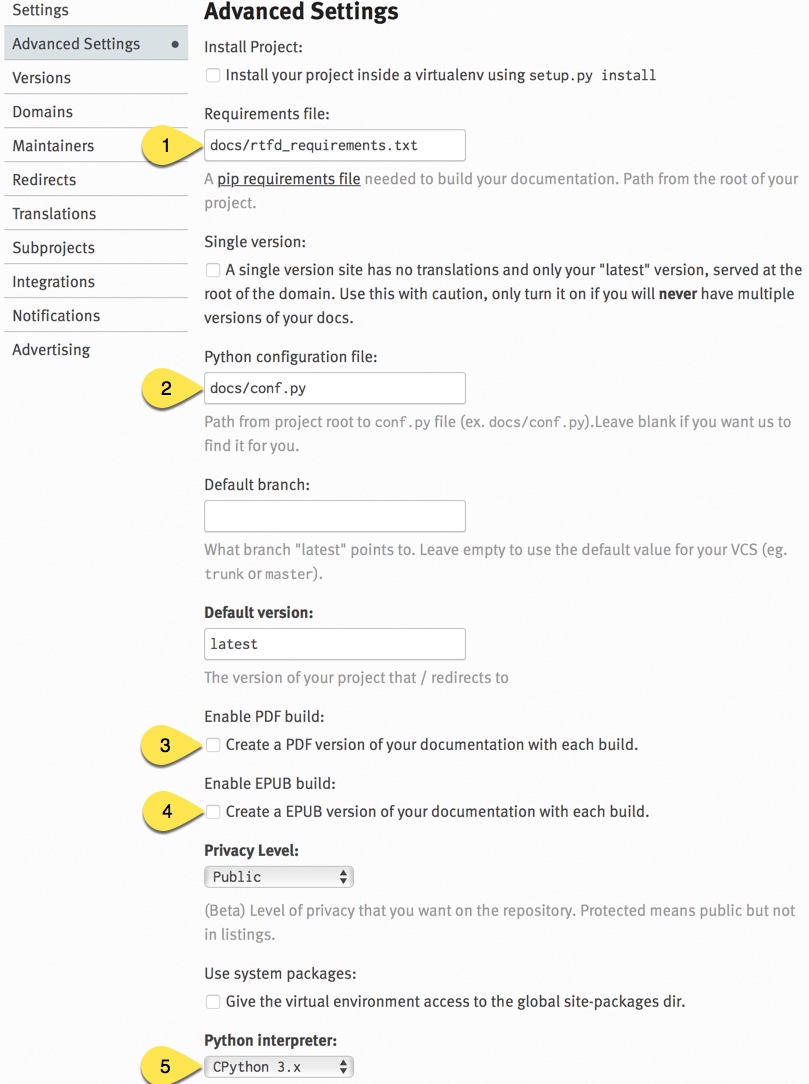 Settings
Advanced Settings
Versions
Domains
Maintainers
Redirects
Translations
Subprojects
Integrations
Notifications
Advertising
Advanced Settings
Install Project:
Install your project inside a virtualenv using setup.py install
Requirements file:
1
docs/rtfd_requirements.txt
A pip requirements file needed to build your documentation. Path from the root of your
project.
Single version:
A single version site has no translations and only your "latest" version, served at the
root of the domain. Use this with caution, only turn it on if you will never have multiple
versions of your docs.
Python configuration file:
2
docs/conf.py
Path from project root to conf.py file (ex. docs/conf.py).Leave blank if you want us to
find it for you.
Default branch:
What branch "latest" points to. Leave empty to use the default value for your VCS (eg.
trunk or master).
Default version:
latest
The version of your project that / redirects to
Enable PDF build:
3
Create a PDF version of your documentation with each build.
Enable EPUB build:
4
Create a EPUB version of your documentation with each build.
Privacy Level:
Public
(Beta) Level of privacy that you want on the repository. Protected means public but not
in listings.
Use system packages:
Give the virtual environment access to the global site-packages dir.
Python interpreter:
5
CPython 3.x